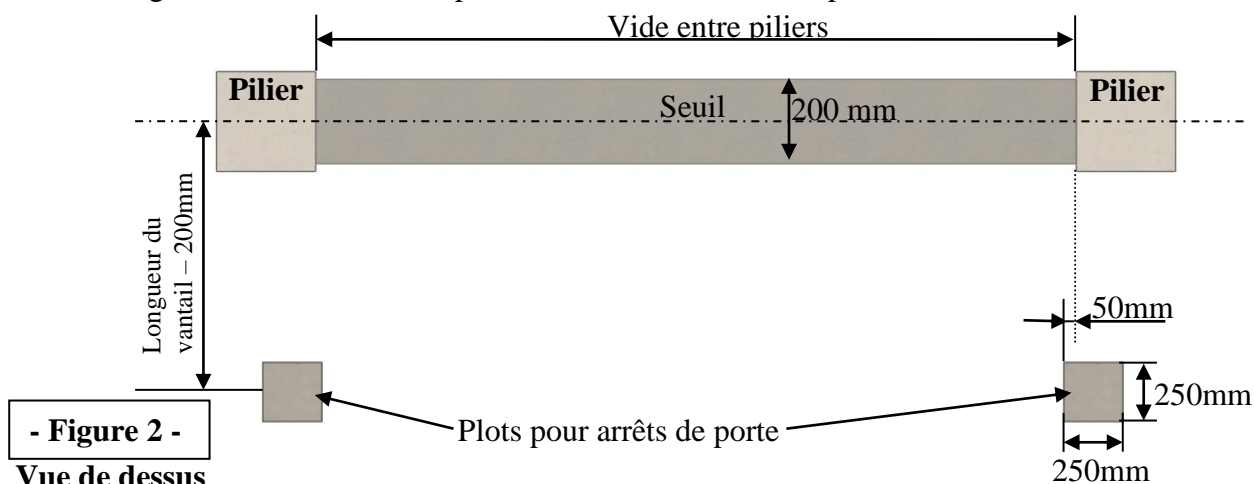 Vide entre piliers
Pilier
Seuil
200 mm
Pilier
Longueur du
vantail – 200mm
50mm
250mm
Plots pour arrêts de porte
- Figure 2 -
Vue de dessus
250mm